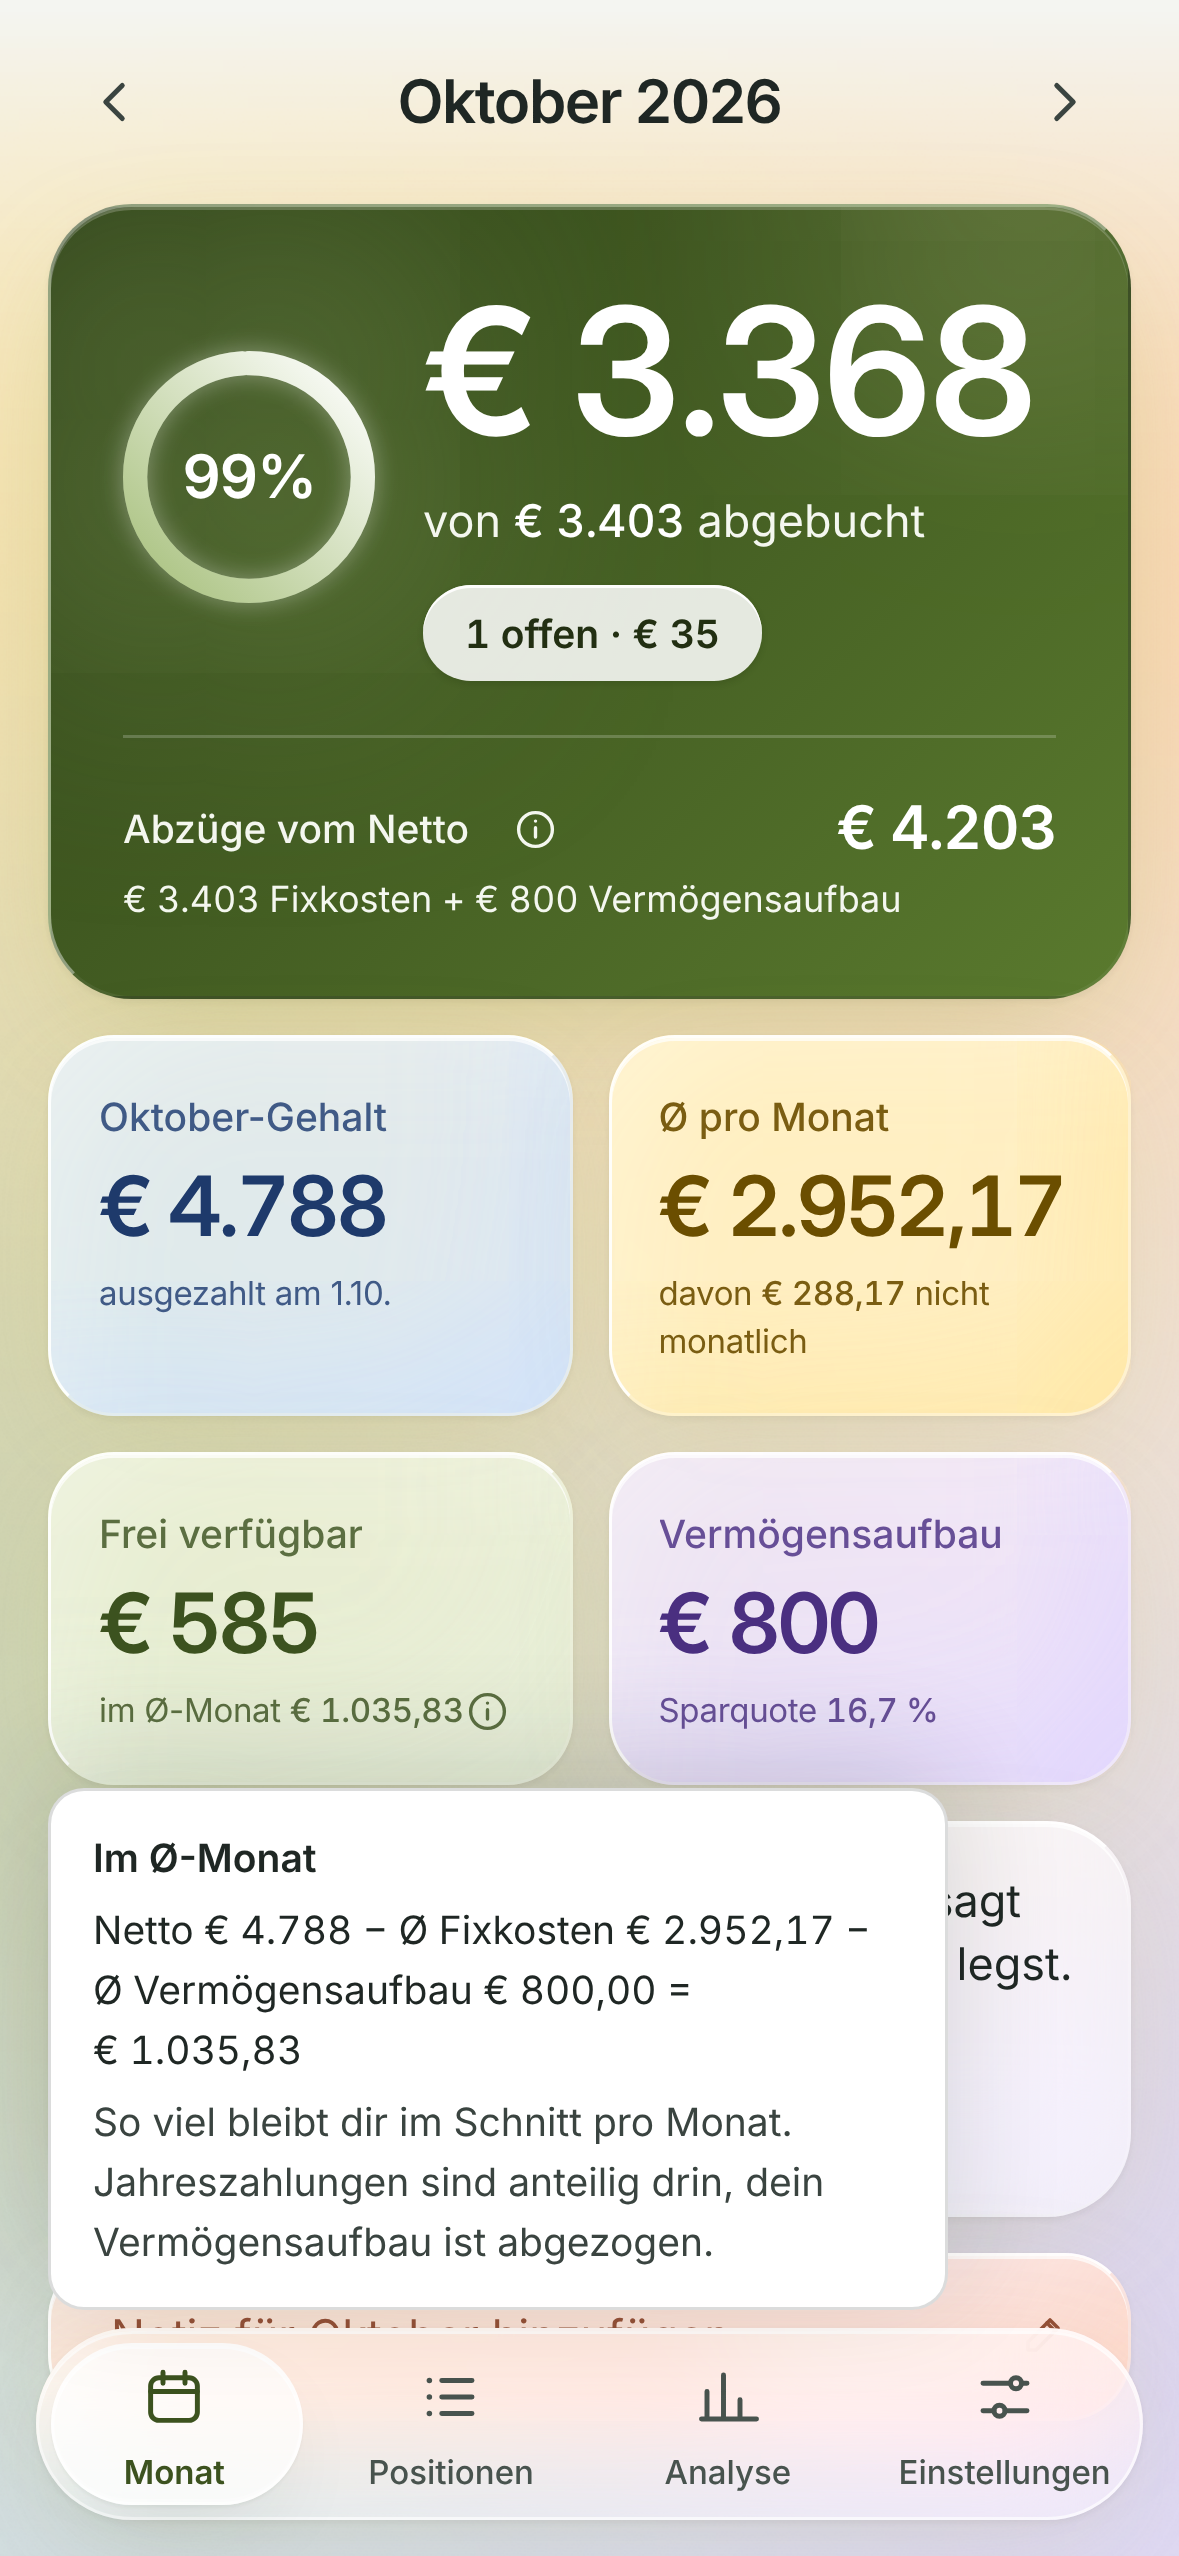 Oktober 2026
99%
€ 3.368
von € 3.403 abgebucht
1 offen · € 35
Abzüge vom Netto
€ 4.203
€ 3.403 Fixkosten + € 800 Vermögensaufbau
Oktober-Gehalt
€ 4.788
ausgezahlt am 1.10.
Ø pro Monat
€ 2.952,17
davon € 288,17 nicht
monatlich
Frei verfügbar
€ 585
im Ø-Monat € 1.035,83
Vermögensaufbau
€ 800
Sparquote 16,7 %
Im Ø-Monat
Netto € 4.788 − Ø Fixkosten € 2.952,17 −
Ø Vermögensaufbau € 800,00 =
€ 1.035,83
So viel bleibt dir im Schnitt pro Monat.
Jahreszahlungen sind anteilig drin, dein
Vermögensaufbau ist abgezogen.
legst.
Notiz für Oktober hinzufügen
Monat
Positionen
Analyse
Einstellungen